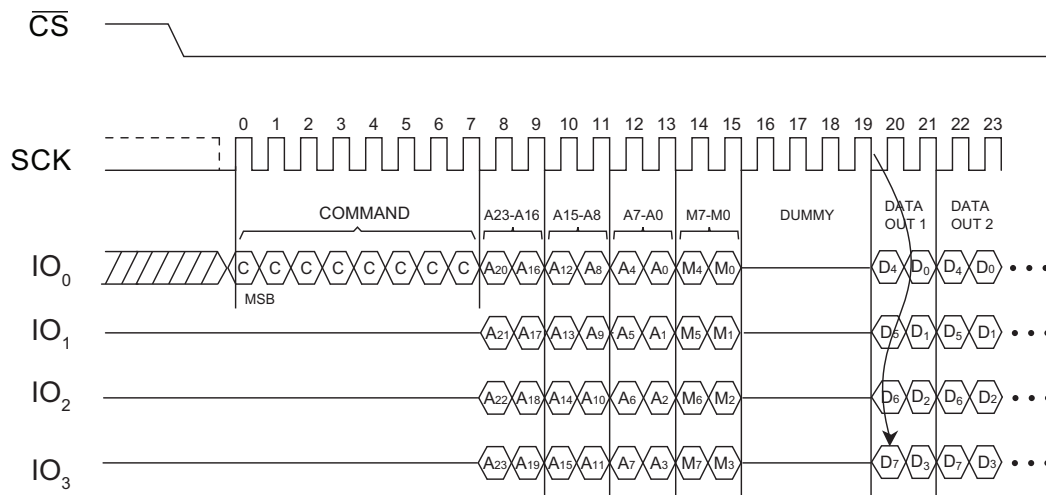 CS
0 1 2 3 4 5 6 7 8 9 10 11 12 13 14 15 16 17 18 19 20 21 22 23
SCK
COMMAND A23-A16 A15-A8 A7-A0 M7-M0 DUMMY DATA OUT 1 DATA OUT 2
IO0 C C C C C C C C A20 A16 A12 A8 A4 A0 M4 M0 D4 D0 D4 D0
MSB
IO1 A21 A17 A13 A9 A5 A1 M5 M1 D5 D1 D5 D1
IO2 A22 A18 A14 A10 A6 A2 M6 M2 D6 D2 D6 D2
IO3 A23 A19 A15 A11 A7 A3 M7 M3 D7 D3 D7 D3